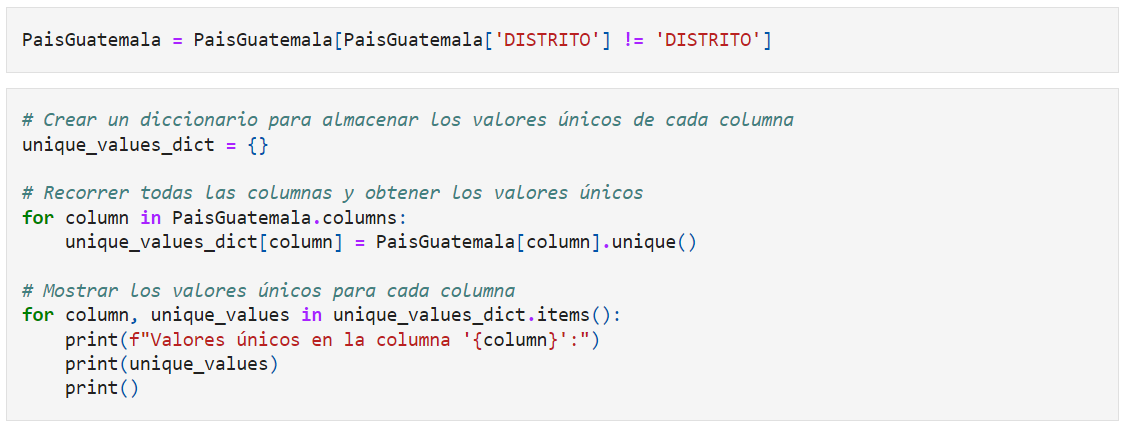 PaisGuatemala = PaisGuatemala[PaisGuatemala['DISTRITO'] != 'DISTRITO']
# Crear un diccionario para almacenar los valores únicos de cada columna
unique_values_dict = {}
# Recorrer todas las columnas y obtener los valores únicos
for column in PaisGuatemala.columns:
    unique_values_dict[column] = PaisGuatemala[column].unique()
# Mostrar los valores únicos para cada columna
for column, unique_values in unique_values_dict.items():
    print(f"Valores únicos en la columna '{column}':")
    print(unique_values)
    print()